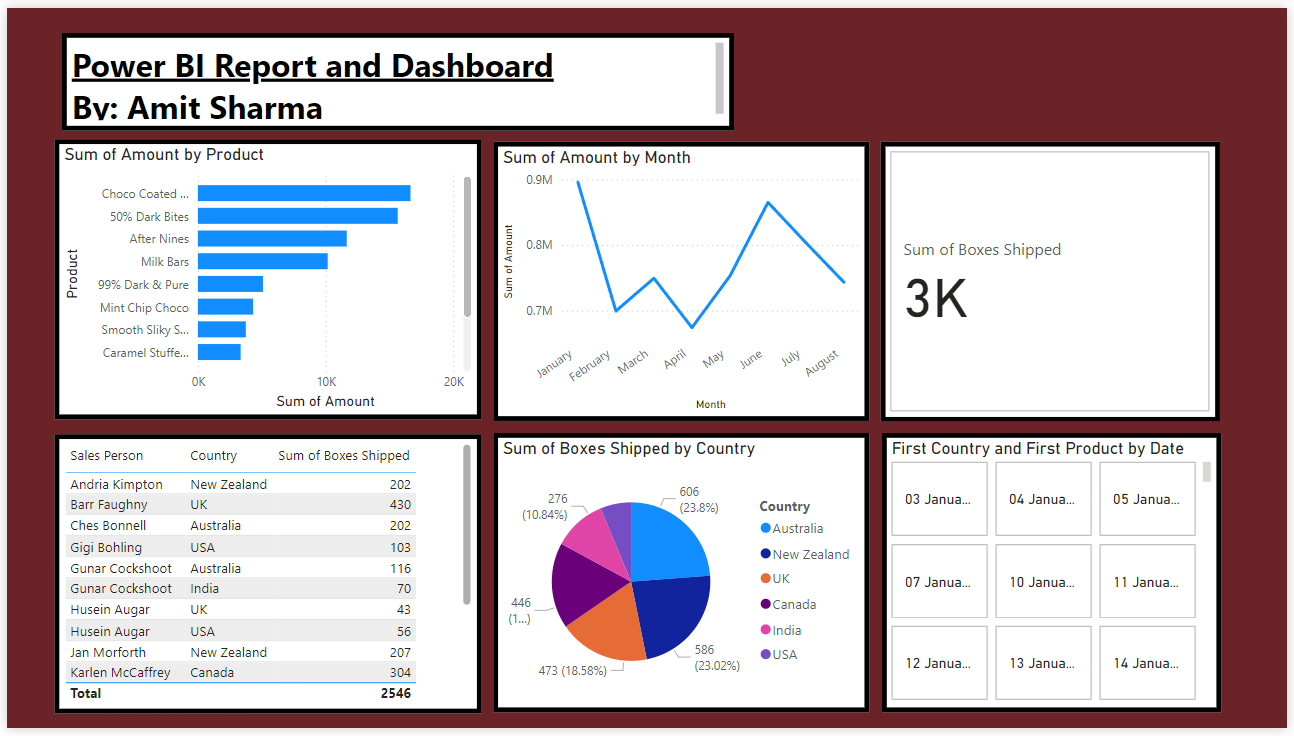 Power BI Report and Dashboard
By: Amit Sharma
Sum of Amount by Product
Product
Choco Coated ...
50% Dark Bites
After Nines
Milk Bars
99% Dark & Pure
Mint Chip Choco
Smooth Sliky S...
Caramel Stuffe...
0K 10K 20K
Sum of Amount
Sum of Amount by Month
Sum of Amount
0.9M
0.8M
0.7M
January February March April May June July August
Month
Sum of Boxes Shipped
3K
Sales Person Country Sum of Boxes Shipped
Andria Kimpton New Zealand 202
Barr Faughny UK 430
Ches Bonnell Australia 202
Gigi Bohling USA 103
Gunar Cockshoot Australia 116
Gunar Cockshoot India 70
Husein Augar UK 43
Husein Augar USA 56
Jan Morforth New Zealand 207
Karlen McCaffrey Canada 304
Total 2546
Sum of Boxes Shipped by Country
606
(23.8%)
586
(23.02%)
473 (18.58%)
446
(1...)
276
(10.84%)
Country
Australia
New Zealand
UK
Canada
India
USA
First Country and First Product by Date
03 Janua... 04 Janua... 05 Janua...
07 Janua... 10 Janua... 11 Janua...
12 Janua... 13 Janua... 14 Janua...